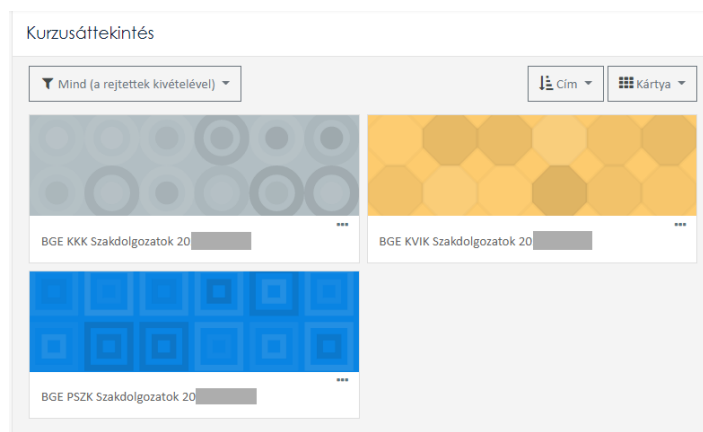 Kurzusáttekintés
Mind (a rejtettek kivételével)
Cím
Kártya
BGE KKK Szakdolgozatok 20
BGE KVIK Szakdolgozatok 20
BGE PSZK Szakdolgozatok 20